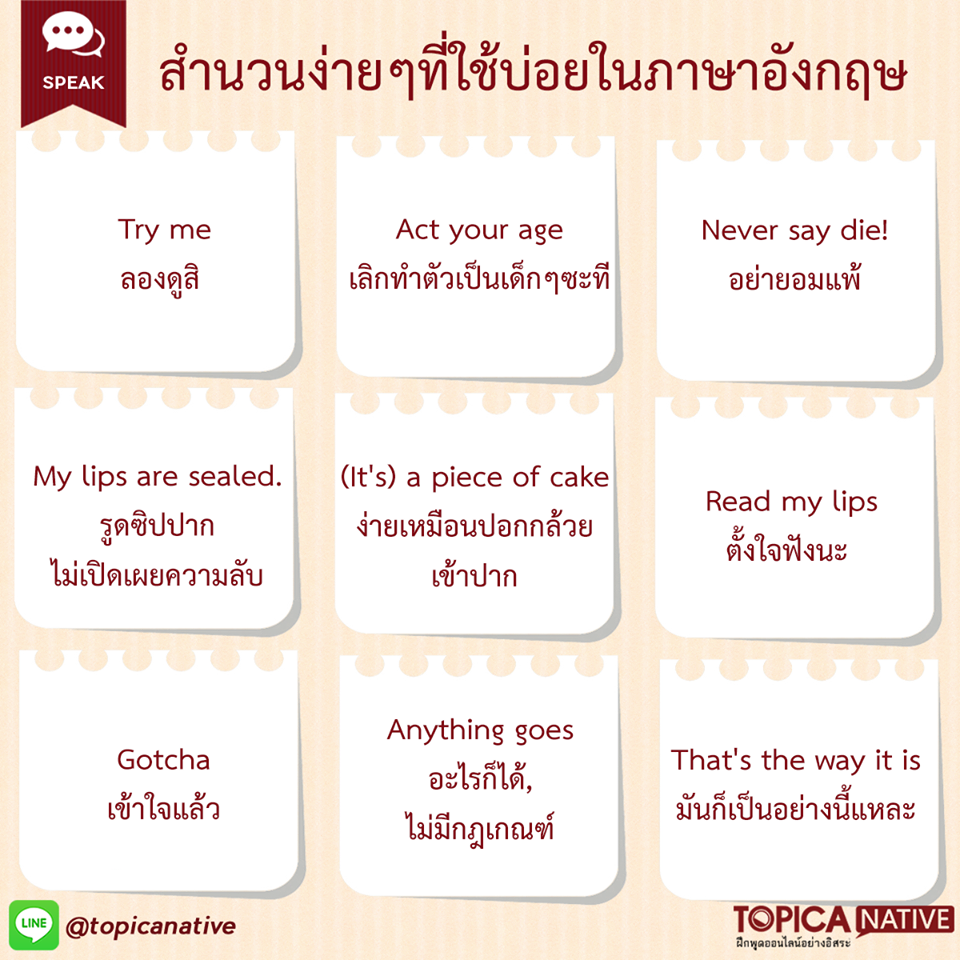 SPEAK
สำนวนง่ายๆที่ใช้บ่อยในภาษาอังกฤษ
Try me
ลองดูสิ
Act your age
เลิกทำตัวเป็นเด็กๆซะที
Never say die!
อย่ายอมแพ้
My lips are sealed.
รูดซิปปาก
ไม่เปิดเผยความลับ
(It's) a piece of cake
ง่ายเหมือนปอกกล้วย
เข้าปาก
Read my lips
ตั้งใจฟังนะ
Gotcha
เข้าใจแล้ว
Anything goes
อะไรก็ได้,
ไม่มีกฎเกณฑ์
That's the way it is
มันก็เป็นอย่างนี้แหละ
LINE
@topicanative
TOPICA NATIVE
ฝึกพูดออนไลน์อย่างอิสระ